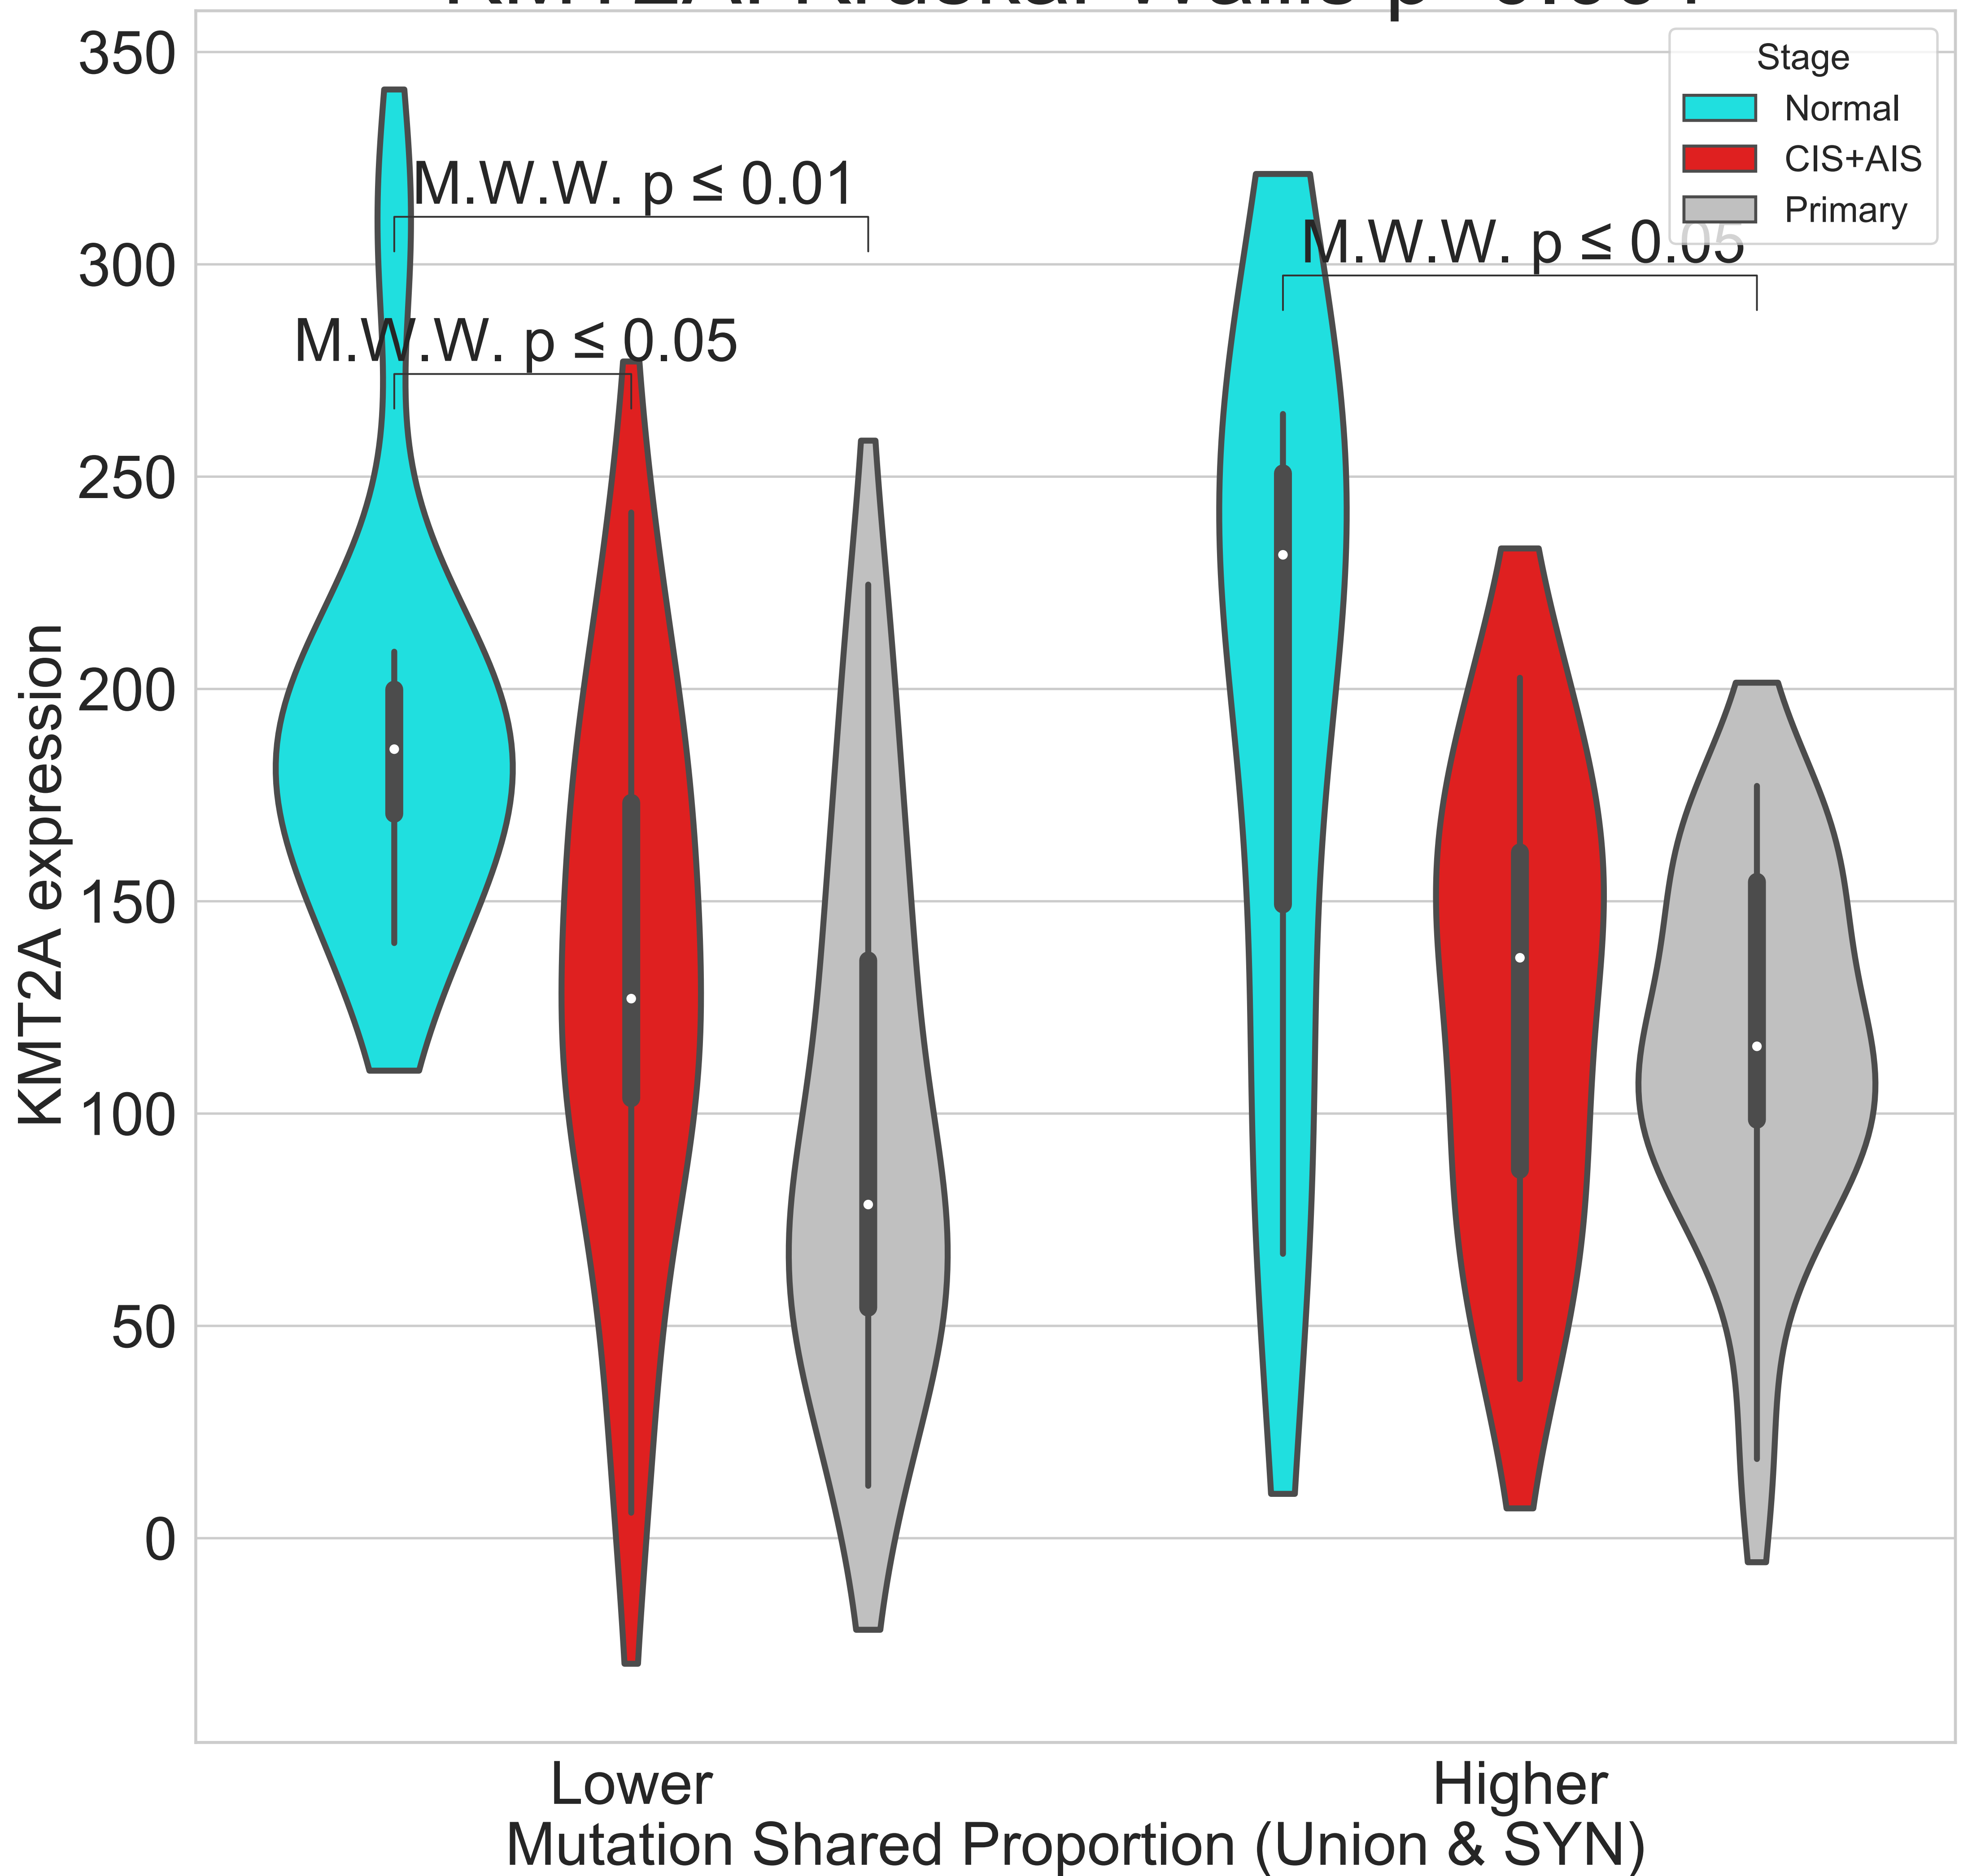 350
300
250
200
150
100
50
0
KMT2A expression
M.W.W. p ≤ 0.01
M.W.W. p ≤ 0.05
M.W.W. p ≤ 0.05
Stage
Normal
CIS+AIS
Primary
Lower
Higher
Mutation Shared Proportion (Union & SYN)